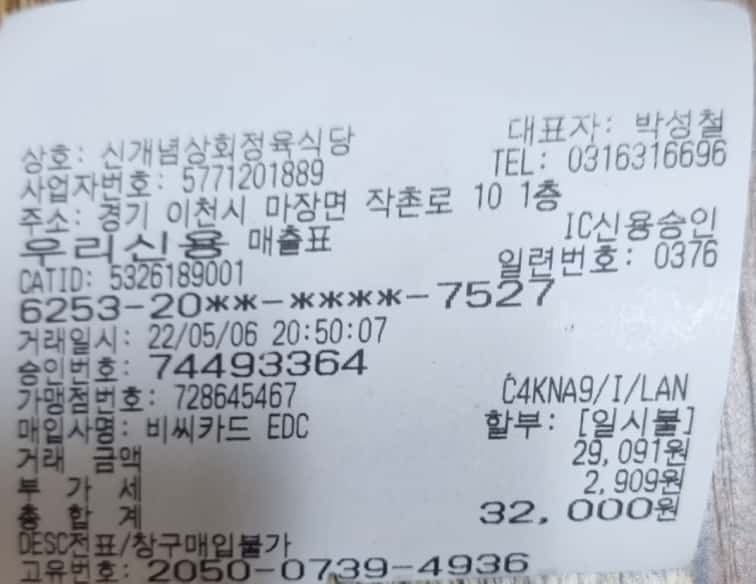 상호: 신개념상회정육식당 대표자: 박성철
사업자번호: 5771201889 TEL: 0316316696
주소: 경기 이천시 마장면 작촌로 10 1층
우리신용 매출표 IC신용승인
CATID: 5326189001 일련번호: 0376
6253-20**-****-7527
거래일시: 22/05/06 20:50:07
승인번호: 74493364
가맹점번호: 728645467 C4KNA9/I/LAN
매입사명: 비씨카드 EDC 할부: [일시불]
거래 금액 29,091원
부 가 세 2,909원
총 합 계 32,000원
DESC전표/창구매입불가
고유번호: 2050-0739-4936